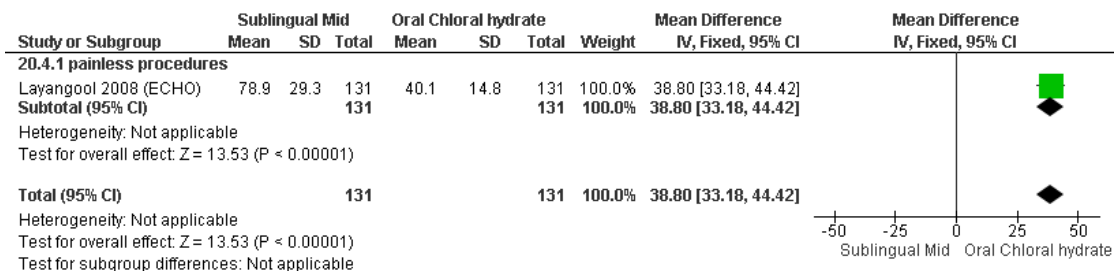 Sublingual Mid Oral Chloral hydrate Mean Difference Mean Difference
Study or Subgroup Mean SD Total Mean SD Total Weight IV, Fixed, 95% CI IV, Fixed, 95% CI
20.4.1 painless procedures
Layangool 2008 (ECHO) 78.9 29.3 131 40.1 14.8 131 100.0% 38.80 [33.18, 44.42]
Subtotal (95% CI) 131 131 100.0% 38.80 [33.18, 44.42]
Heterogeneity: Not applicable
Test for overall effect: Z = 13.53 (P < 0.00001)
Total (95% CI) 131 131 100.0% 38.80 [33.18, 44.42]
Heterogeneity: Not applicable
Test for overall effect: Z = 13.53 (P < 0.00001)
Test for subgroup differences: Not applicable
-50 -25 0 25 50
Sublingual Mid Oral Chloral hydrate